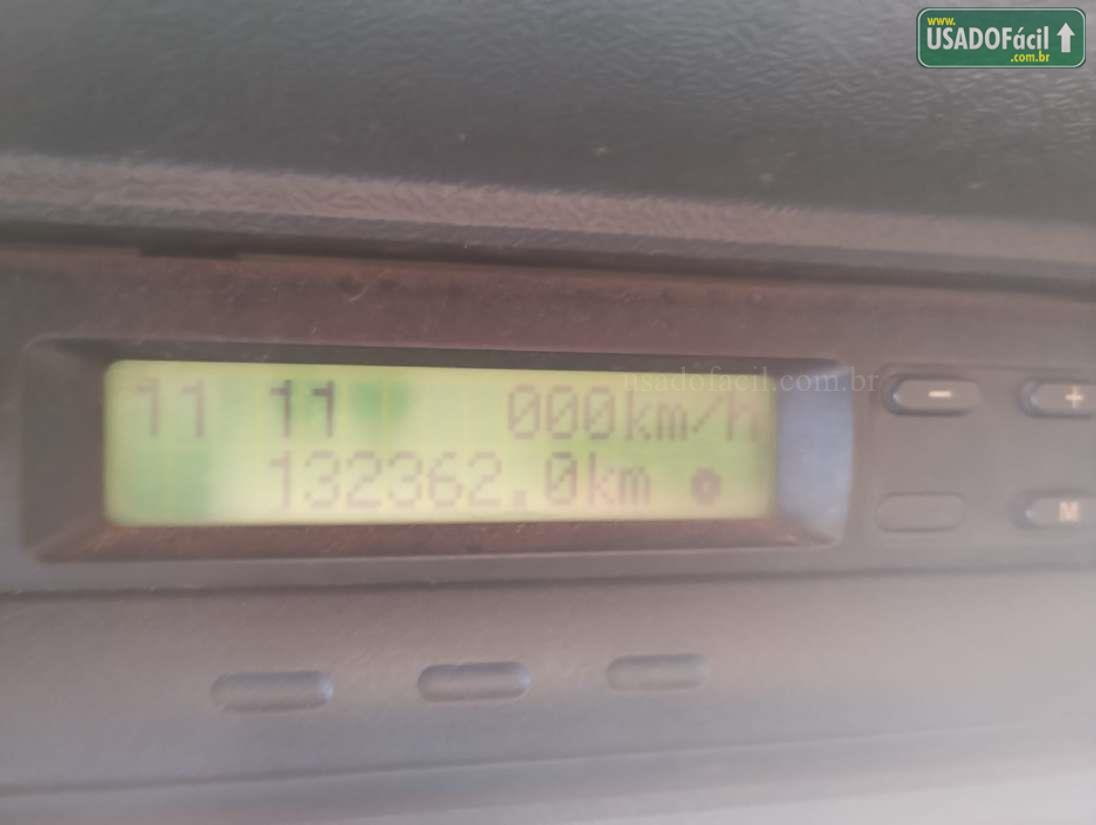 www.
USADOFácil
.com.br
usadofacil.com.br
11 11 000km/h
132362.0km
- +
M